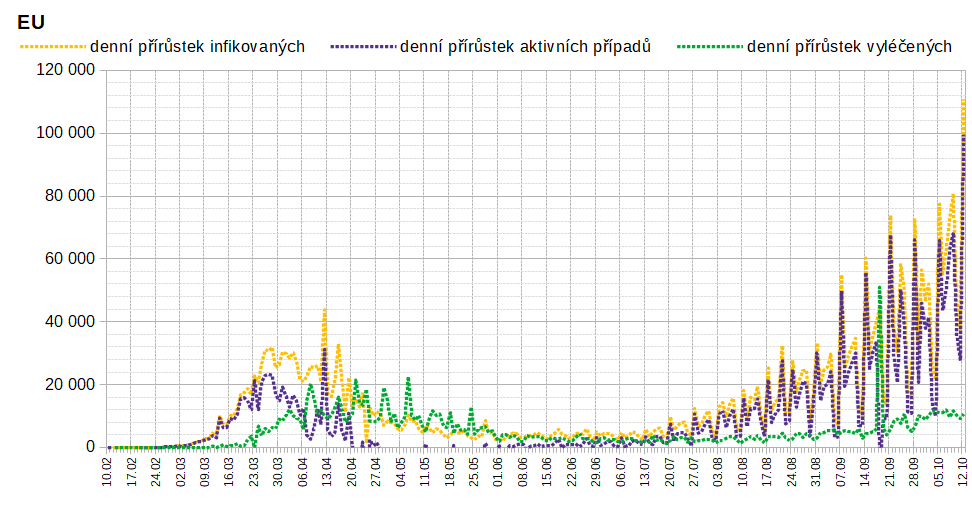 EU
denní přírůstek infikovaných denní přírůstek aktivních případů denní přírůstek vyléčených
120 000
100 000
80 000
60 000
40 000
20 000
0
10.02 17.02 24.02 02.03 09.03 16.03 23.03 30.03 06.04 13.04 20.04 27.04 04.05 11.05 18.05 25.05 01.06 08.06 15.06 22.06 29.06 06.07 13.07 20.07 27.07 03.08 10.08 17.08 24.08 31.08 07.09 14.09 21.09 28.09 05.10 12.10